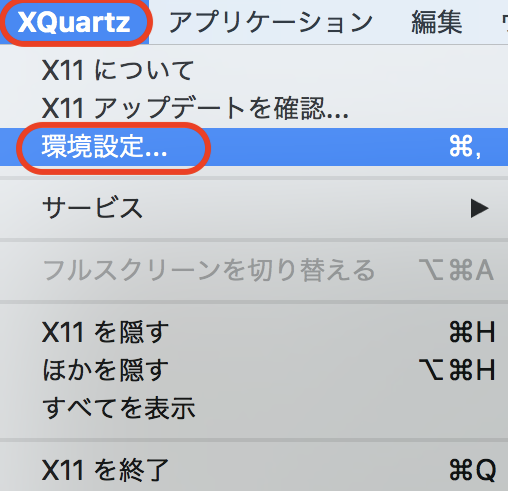 XQuartz アプリケーション 編集
X11 について
X11 アップデートを確認...
環境設定... ⌘,
サービス ▶
フルスクリーンを切り替える ⌥⌘A
X11 を隠す ⌘H
ほかを隠す ⌥⌘H
すべてを表示
X11 を終了 ⌘Q